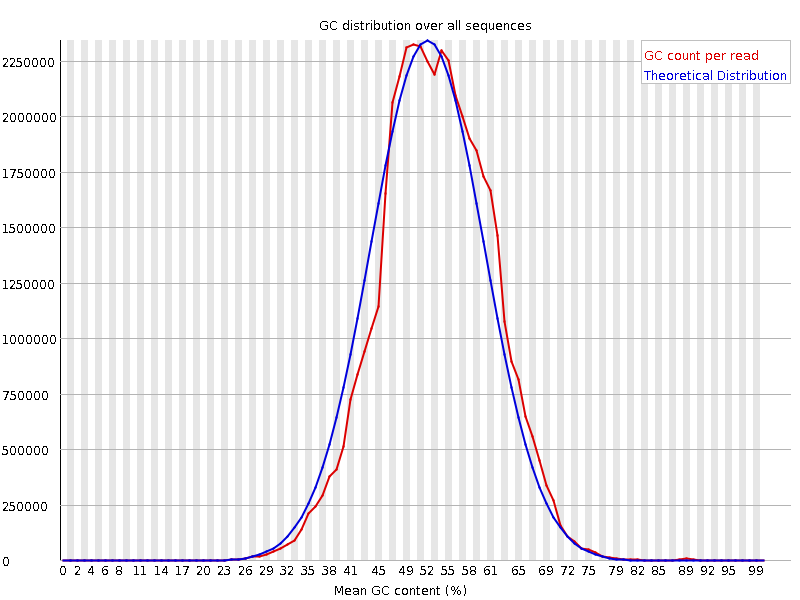 GC distribution over all sequences
GC count per read
Theoretical Distribution
2250000
2000000
1750000
1500000
1250000
1000000
750000
500000
250000
0
0 2 4 6 8 11 14 17 20 23 26 29 32 35 38 41 45 49 52 55 58 61 65 69 72 75 79 82 85 89 92 95 99
Mean GC content (%)